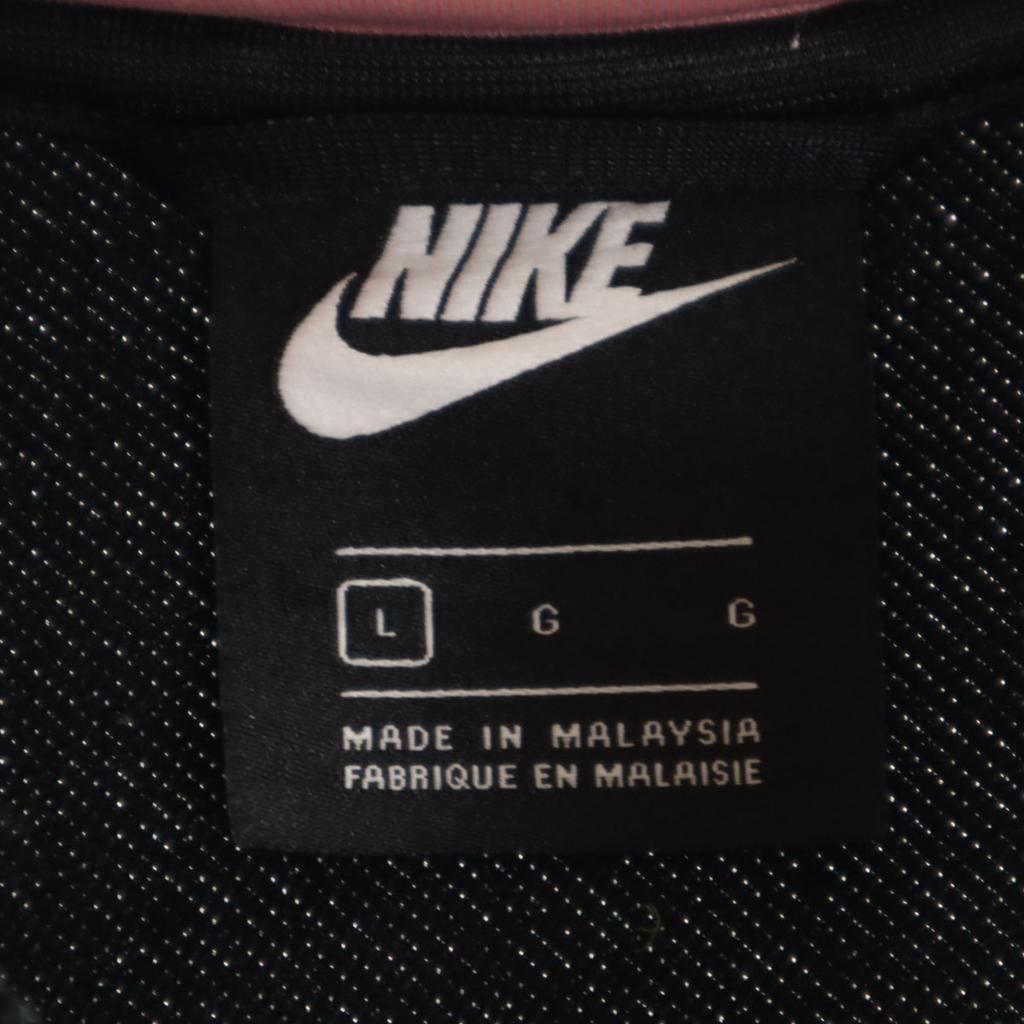 NIKE
L G G
MADE IN MALAYSIA
FABRIQUE EN MALAISIE